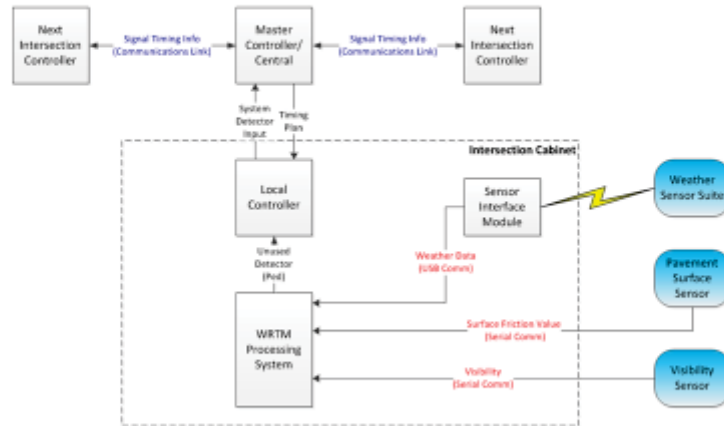 Next
Intersection
Controller
Signal Timing Info
(Communications Link)
Master
Controller/
Central
Signal Timing Info
(Communications Link)
Next
Intersection
Controller
System
Detector
Input
Timing
Plan
Intersection Cabinet
Local
Controller
Sensor
Interface
Module
Weather
Sensor Suite
Unused
Detector
(Ped)
Weather Data
(USB Comm)
Pavement
Surface
Sensor
WRTM
Processing
System
Surface Friction Value
(Serial Comm)
Visibility
(Serial Comm)
Visibility
Sensor